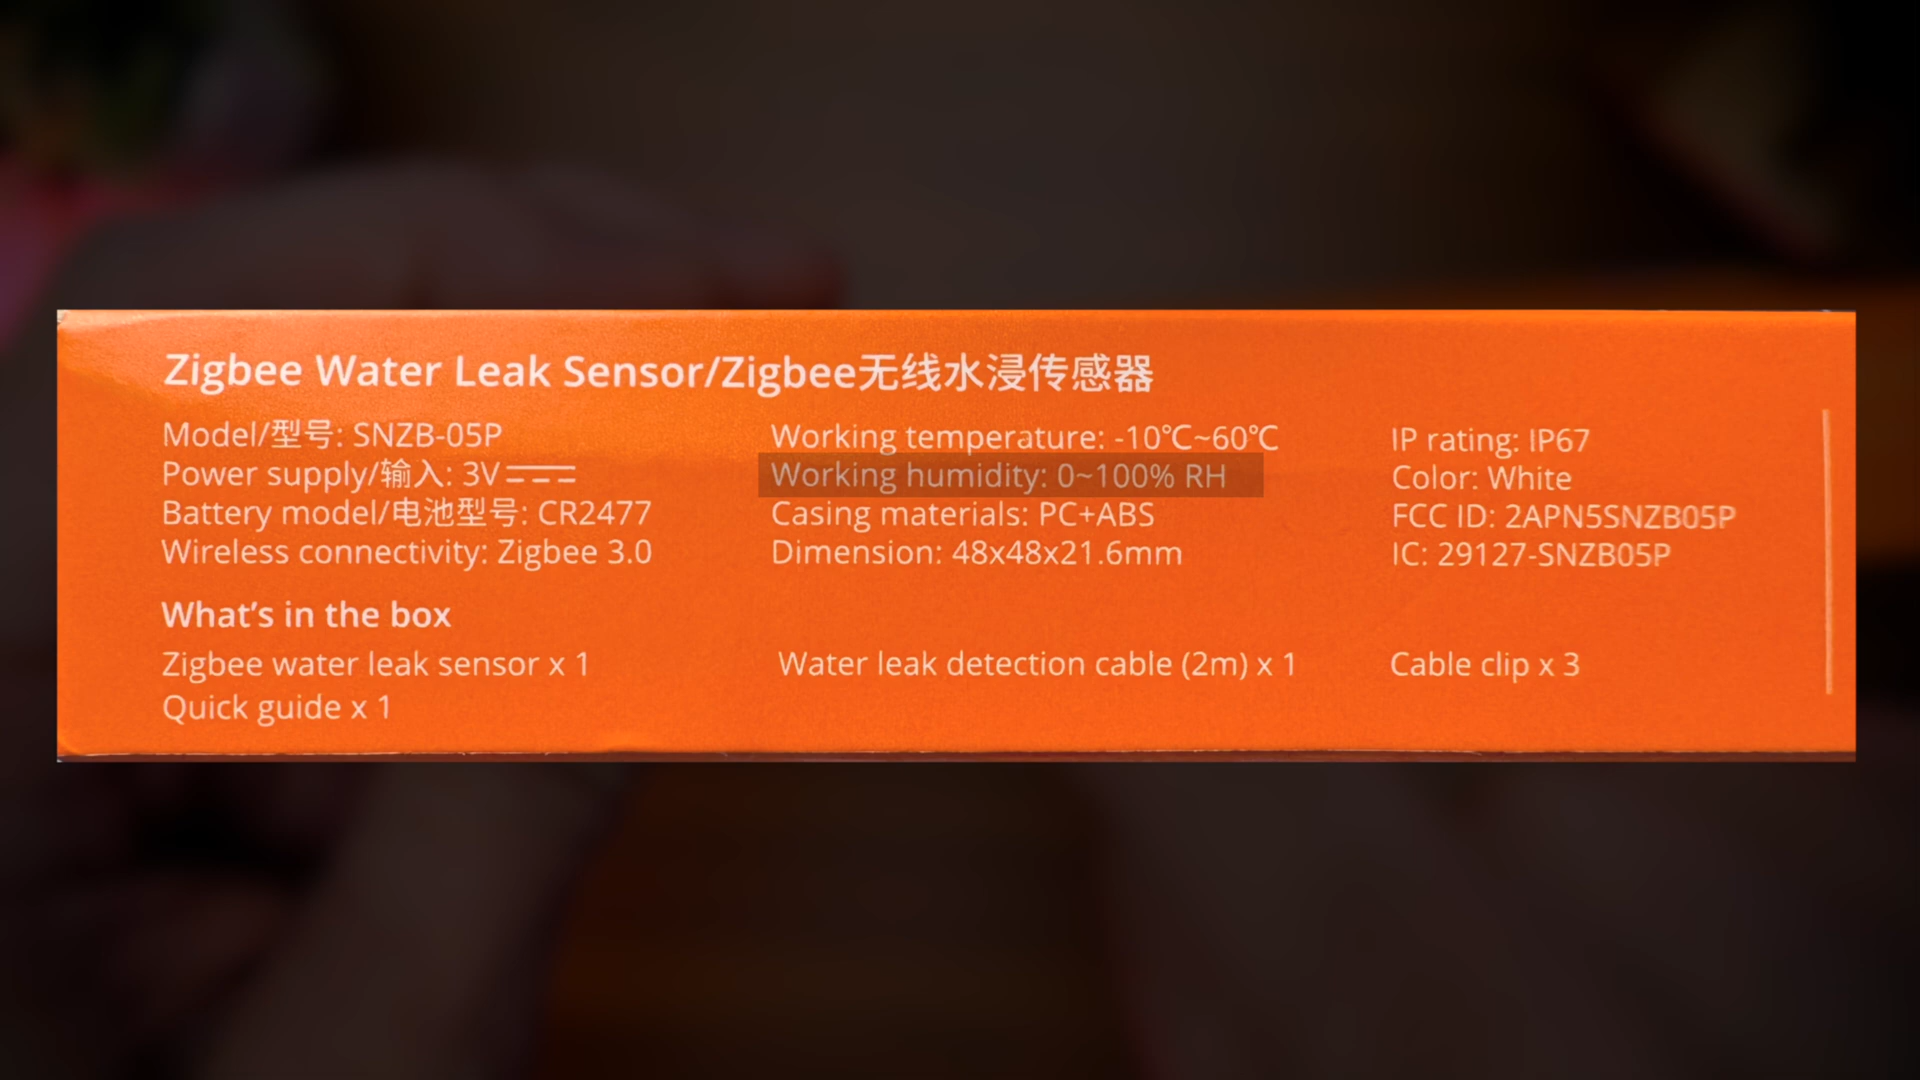 Zigbee Water Leak Sensor/Zigbee无线水浸传感器
Model/型号: SNZB-05P
Power supply/输入: 3V
Battery model/电池型号: CR2477
Wireless connectivity: Zigbee 3.0
Working temperature: -10℃~60℃
Working humidity: 0~100% RH
Casing materials: PC+ABS
Dimension: 48x48x21.6mm
IP rating: IP67
Color: White
FCC ID: 2APN5SNZB05P
IC: 29127-SNZB05P
What's in the box
Zigbee water leak sensor x 1
Water leak detection cable (2m) x 1
Cable clip x 3
Quick guide x 1